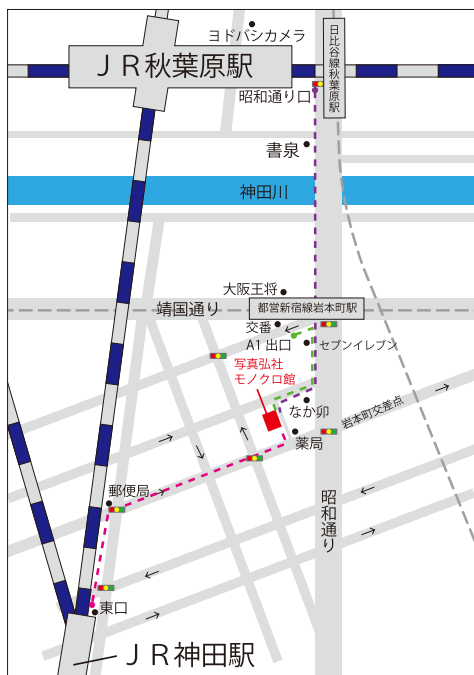 ヨドバシカメラ
ＪＲ秋葉原駅
日比谷線秋葉原駅
昭和通り口
書泉
神田川
大阪王将
靖国通り
都営新宿線岩本町駅
交番
A1 出口
セブンイレブン
写真弘社
モノクロ館
なか卯
岩本町交差点
薬局
郵便局
昭和通り
東口
ＪＲ神田駅